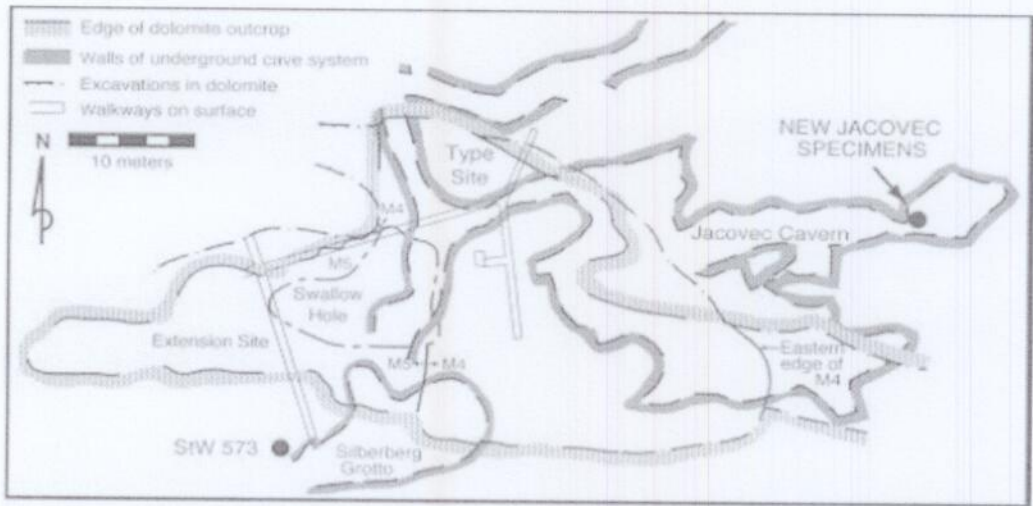 Edge of dolomite outcrop
Walls of underground cave system
Excavations in dolomite
Walkways on surface
N
10 meters
Type
Site
NEW JACOVEC
SPECIMENS
M4
Jacovec Cavern
M5
Swallow
Hole
Extension Site
M5
M4
Eastern
edge of
M4
StW 573
Silberberg
Grotto